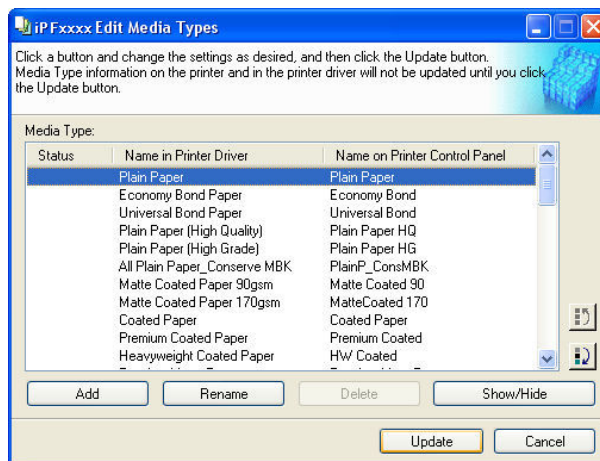 iPFxxxx Edit Media Types
Click a button and change the settings as desired, and then click the Update button.
Media Type information on the printer and in the printer driver will not be updated until you click
the Update button.
Media Type:
Status Name in Printer Driver Name on Printer Control Panel
Plain Paper Plain Paper
Economy Bond Paper Economy Bond
Universal Bond Paper Universal Bond
Plain Paper (High Quality) Plain Paper HQ
Plain Paper (High Grade) Plain Paper HG
All Plain Paper_Conserve MBK PlainP_ConsMBK
Matte Coated Paper 90gsm Matte Coated 90
Matte Coated Paper 170gsm MatteCoated 170
Coated Paper Coated Paper
Premium Coated Paper Premium Coated
Heavyweight Coated Paper HW Coated
Add Rename Delete Show/Hide
Update Cancel